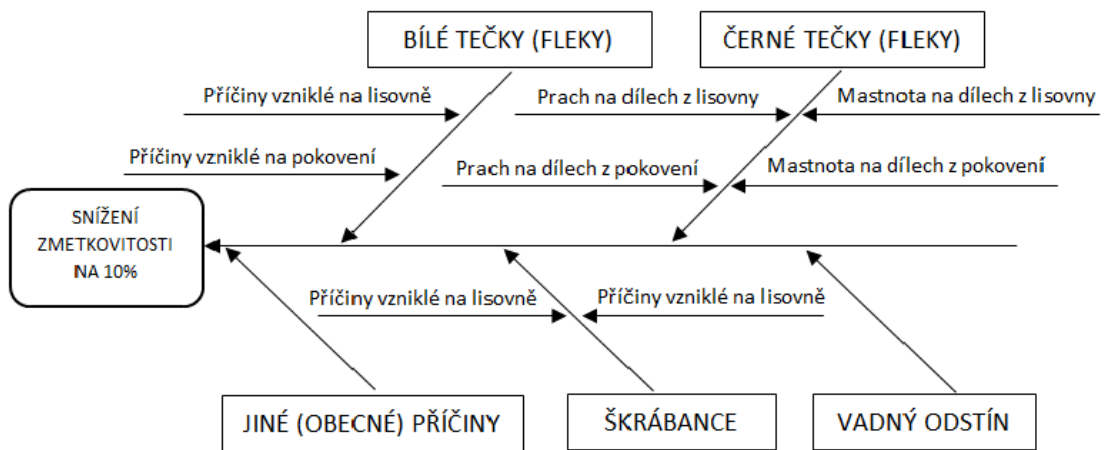 BÍLÉ TEČKY (FLEKY)
ČERNÉ TEČKY (FLEKY)
Příčiny vzniklé na lisovně
Prach na dílech z lisovny
Mastnota na dílech z lisovny
Příčiny vzniklé na pokovení
Prach na dílech z pokovení
Mastnota na dílech z pokovení
SNÍŽENÍ
ZMETKOVITOSTI
NA 10%
Příčiny vzniklé na lisovně
Příčiny vzniklé na lisovně
JINÉ (OBECNÉ) PŘÍČINY
ŠKRÁBANCE
VADNÝ ODSTÍN